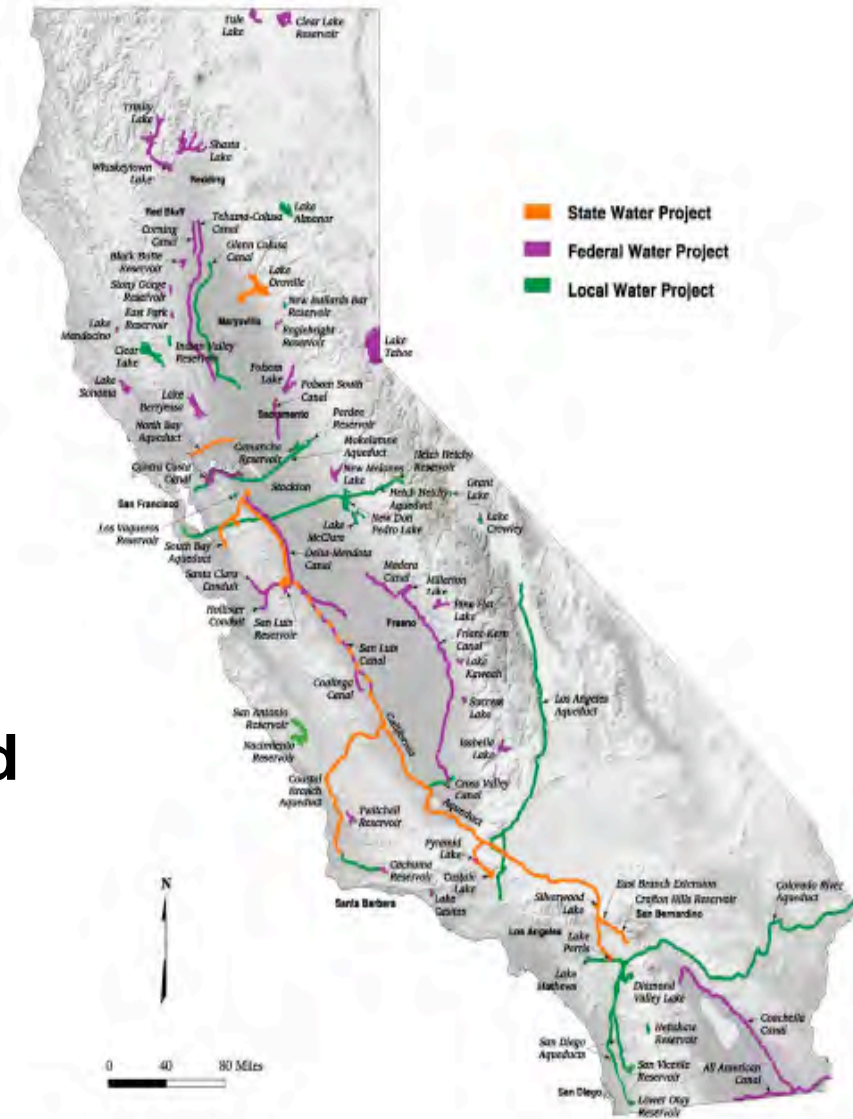 Tule
Lake
Clear Lake
Reservoir
Trinity
Lake
Shasta
Lake
Whiskeytown
Lake
Redding
Red Bluff
Tehama-Colusa
Canal
Lake
Almanor
Corning
Canal
Glenn Colusa
Canal
Black Butte
Reservoir
Lake
Oroville
Stony Gorge
Reservoir
New Bullards Bar
Reservoir
East Park
Reservoir
Marysville
Englebright
Reservoir
Lake
Mendocino
Lake
Tahoe
Clear
Lake
Indian Valley
Reservoir
Folsom
Lake
Folsom South
Canal
Lake
Sonoma
Lake
Berryessa
Sacramento
Pardee
Reservoir
North Bay
Aqueduct
Camanche
Reservoir
Mokelumne
Aqueduct
Hetch Hetchy
Reservoir
Contra Costa
Canal
New Melones
Lake
Grant
Lake
Stockton
Hetch Hetchy
Aqueduct
San Francisco
Lake
Crowley
Los Vaqueros
Reservoir
Lake
McClure
New Don
Pedro Lake
South Bay
Aqueduct
Delta-Mendota
Canal
Santa Clara
Conduit
Madera
Canal
Millerton
Lake
Pine Flat
Lake
Hollister
Conduit
San Luis
Reservoir
Fresno
Friant-Kern
Canal
San Luis
Canal
Lake
Kaweah
Coalinga
Canal
Success
Lake
Los Angeles
Aqueduct
San Antonio
Reservoir
California
Nacimiento
Reservoir
Isabella
Lake
d
Coastal
Branch
Aqueduct
Cross Valley
Canal
Aqueduct
Twitchell
Reservoir
Pyramid
Lake
Cachuma
Reservoir
Castaic
Lake
N
Santa Barbara
Lake
Casitas
Silverwood
Lake
East Branch Extension
Crafton Hills Reservoir
San Bernardino
Colorado River
Aqueduct
Los Angeles
Lake
Perris
Lake
Mathews
Diamond
Valley Lake
Coachella
Canal
Henshaw
Reservoir
San Diego
Aqueducts
San Vicente
Reservoir
All American
Canal
0 40 80 Miles
San Diego
Lower Otay
Reservoir
State Water Project
Federal Water Project
Local Water Project